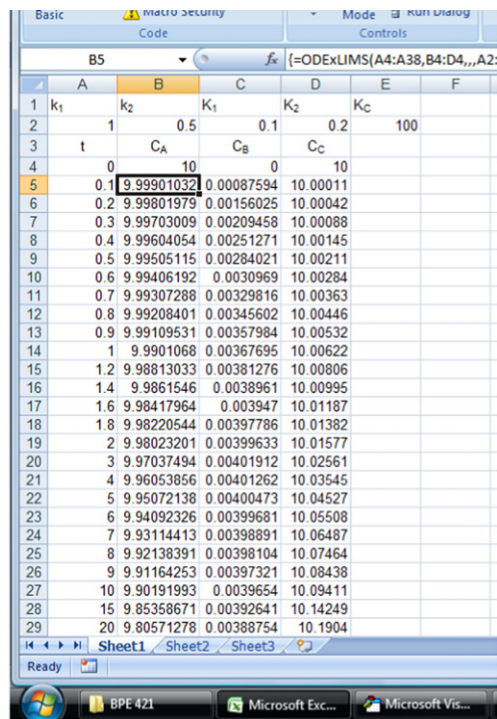 Basic Macro Security Mode Run Dialog
Code Controls
B5 fx {=ODExLIMS(A4:A38,B4:D4,,,A2:
A B C D E F
1 k₁ k₂ K₁ K₂ K_C
2 1 0.5 0.1 0.2 100
3 t C_A C_B C_C
4 0 10 0 10
5 0.1 9.99901032 0.00087594 10.00011
6 0.2 9.99801979 0.00156025 10.00042
7 0.3 9.99703009 0.00209458 10.00088
8 0.4 9.99604054 0.00251271 10.00145
9 0.5 9.99505115 0.00284021 10.00211
10 0.6 9.99406192 0.0030969 10.00284
11 0.7 9.99307288 0.00329816 10.00363
12 0.8 9.99208401 0.00345602 10.00446
13 0.9 9.99109531 0.00357984 10.00532
14 1 9.9901068 0.00367695 10.00622
15 1.2 9.98813033 0.00381276 10.00806
16 1.4 9.9861546 0.0038961 10.00995
17 1.6 9.98417964 0.003947 10.01187
18 1.8 9.98220544 0.00397786 10.01382
19 2 9.98023201 0.00399633 10.01577
20 3 9.97037494 0.00401912 10.02561
21 4 9.96053856 0.00401262 10.03545
22 5 9.95072138 0.00400473 10.04527
23 6 9.94092326 0.00399681 10.05508
24 7 9.93114413 0.00398891 10.06487
25 8 9.92138391 0.00398104 10.07464
26 9 9.91164253 0.00397321 10.08438
27 10 9.90191993 0.0039654 10.09411
28 15 9.85358671 0.00392641 10.14249
29 20 9.80571278 0.00388754 10.1904
Sheet1 Sheet2 Sheet3
Ready
BPE 421 Microsoft Exc... Microsoft Vis...